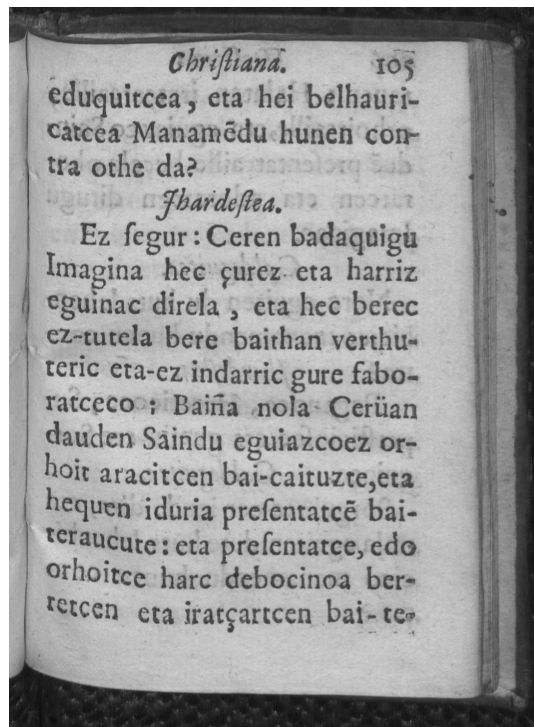 Chriſtiana. 105
eduquitcea, eta hei belhauri-
catcea Manamēdu hunen con-
tra othe da?
Jhardeſtea.
Ez ſegur: Ceren badaquigu
Imagina hec çurez eta harriz
eguinac direla, eta hec berec
ez-tutela bere baithan verthu-
teric eta-ez indarric gure fabo-
ratceco: Baiña nola Cerüan
dauden Saindu eguiazcoez or-
hoit aracitcen bai-caituzte,eta
hequen iduria preſentatcē bai-
teraucute: eta preſentatce, edo
orhoitce harc debocinoa ber-
retcen eta iratçartcen bai-te-